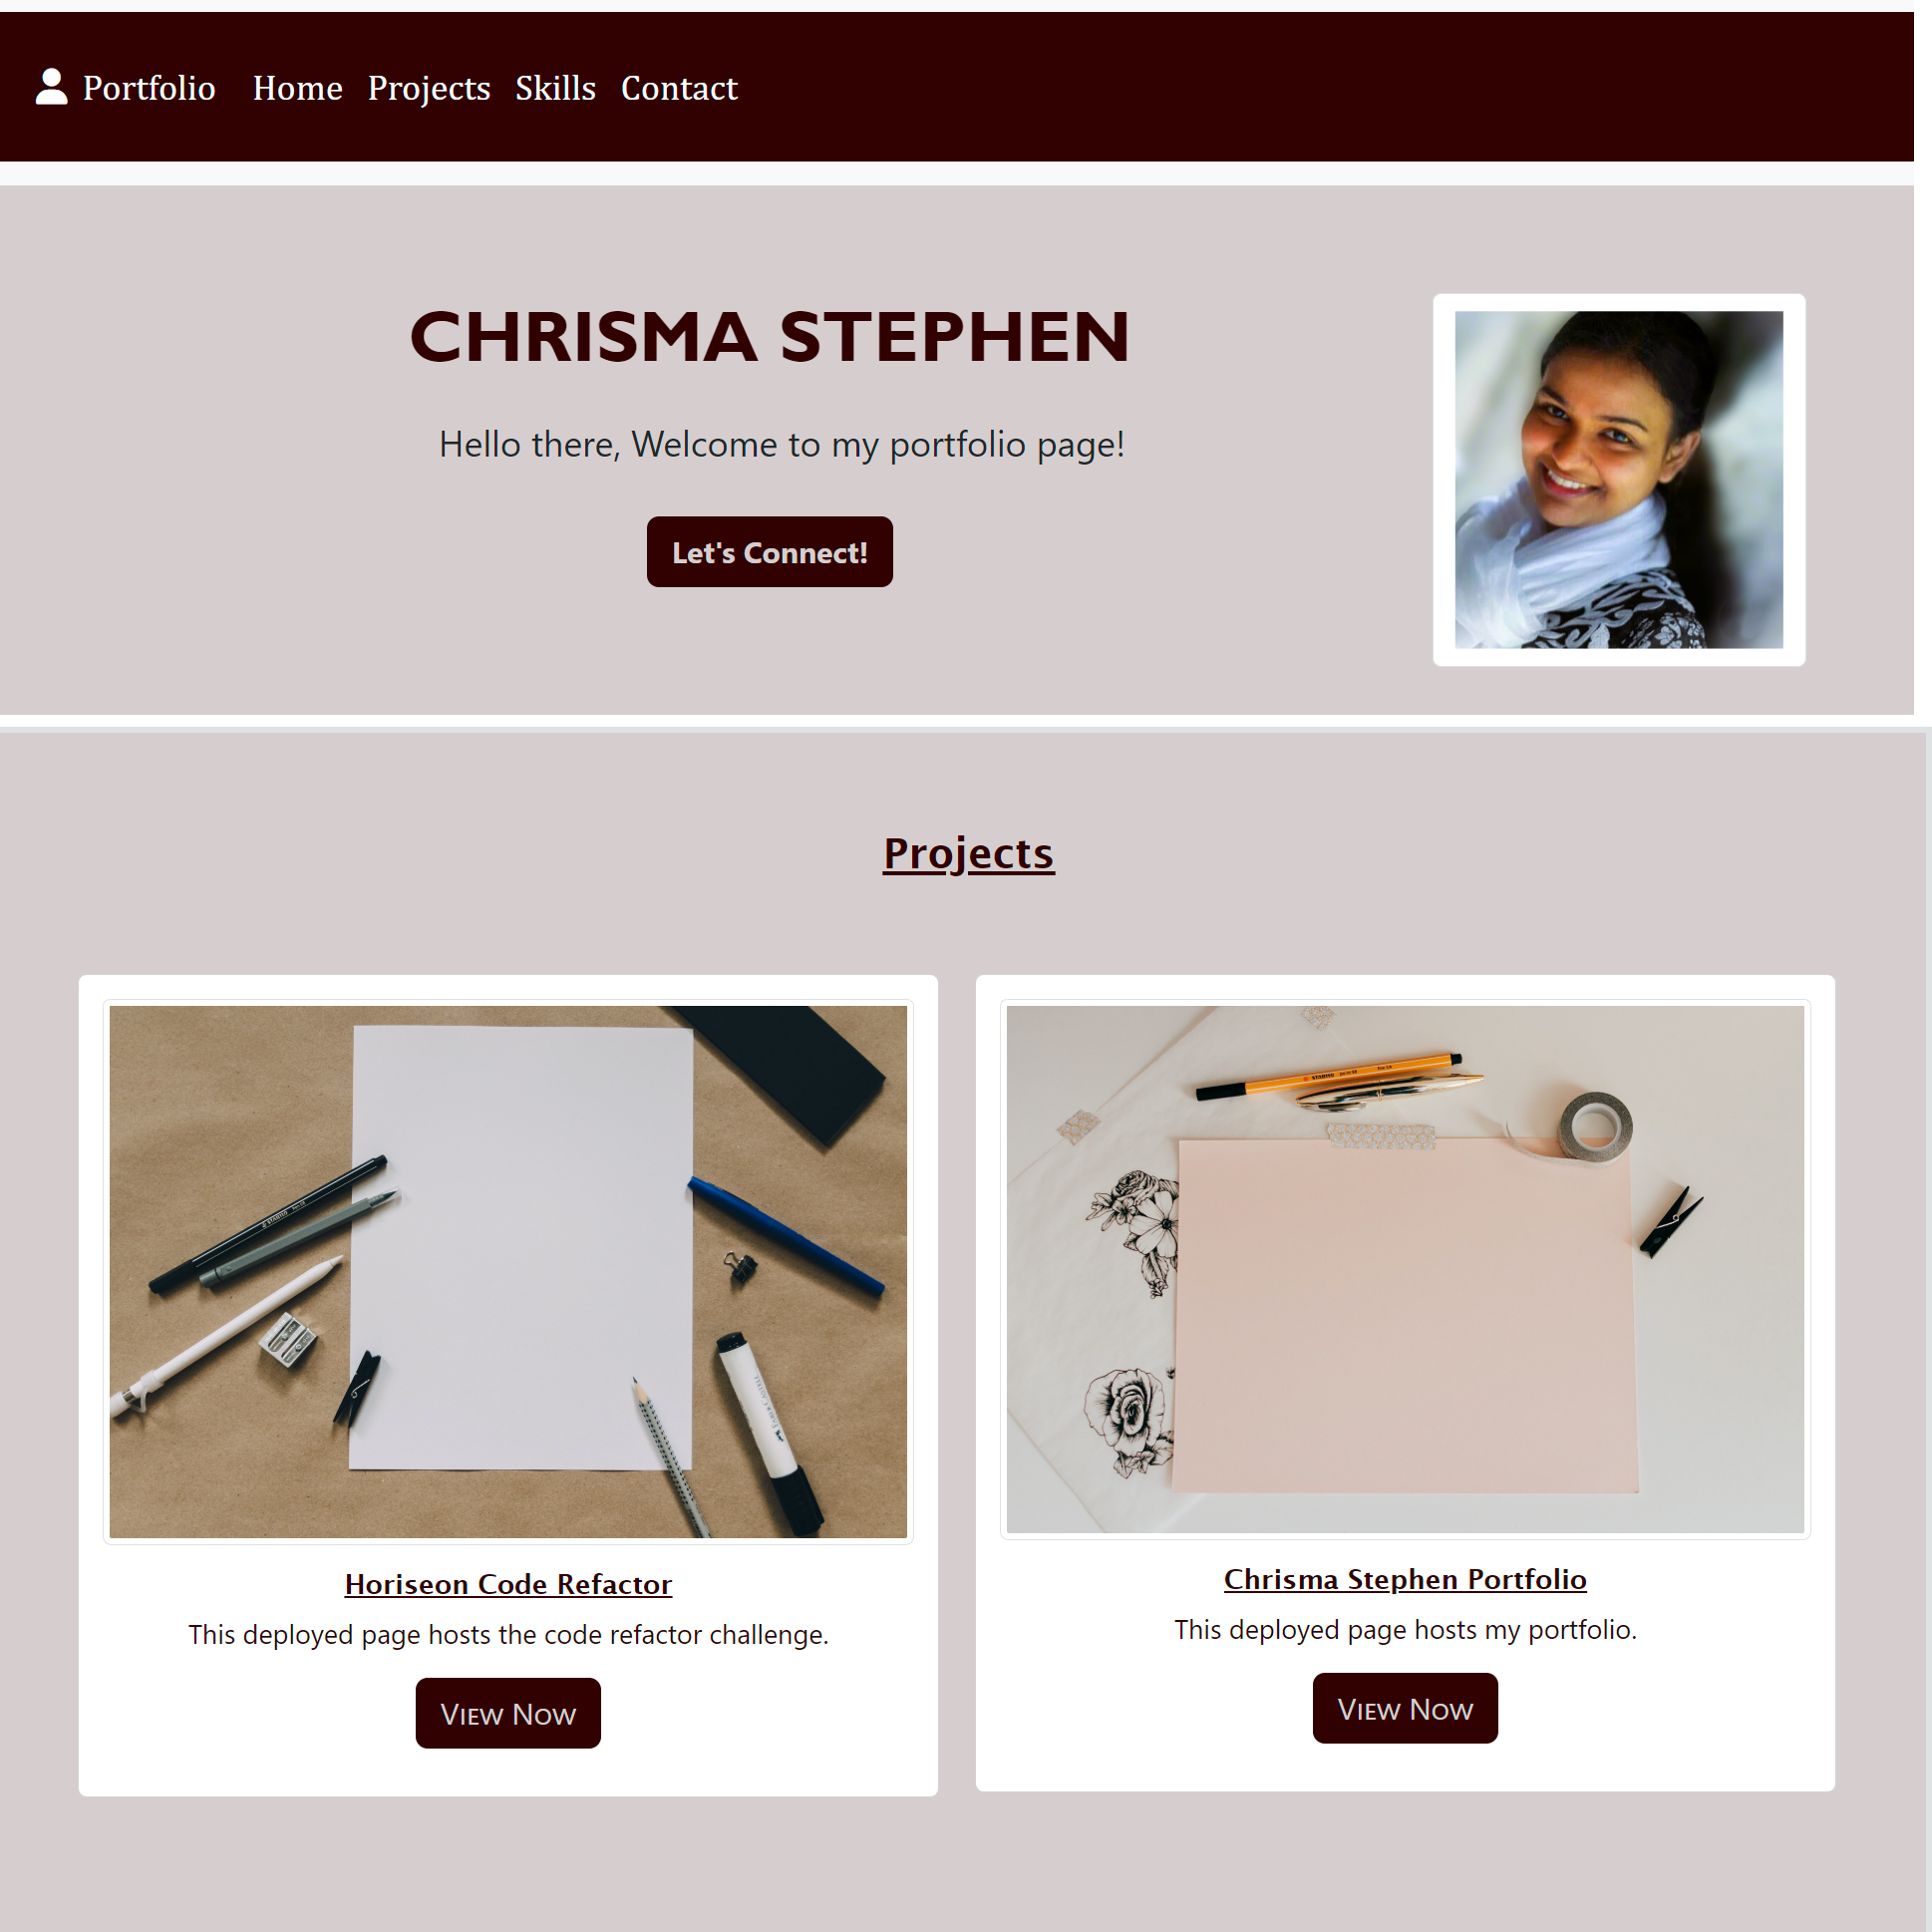 Portfolio Home Projects Skills Contact
CHRISMA STEPHEN
Hello there, Welcome to my portfolio page!
Let's Connect!
Projects
STABILO
STABILO
Horiseon Code Refactor
This deployed page hosts the code refactor challenge.
View Now
Chrisma Stephen Portfolio
This deployed page hosts my portfolio.
View Now